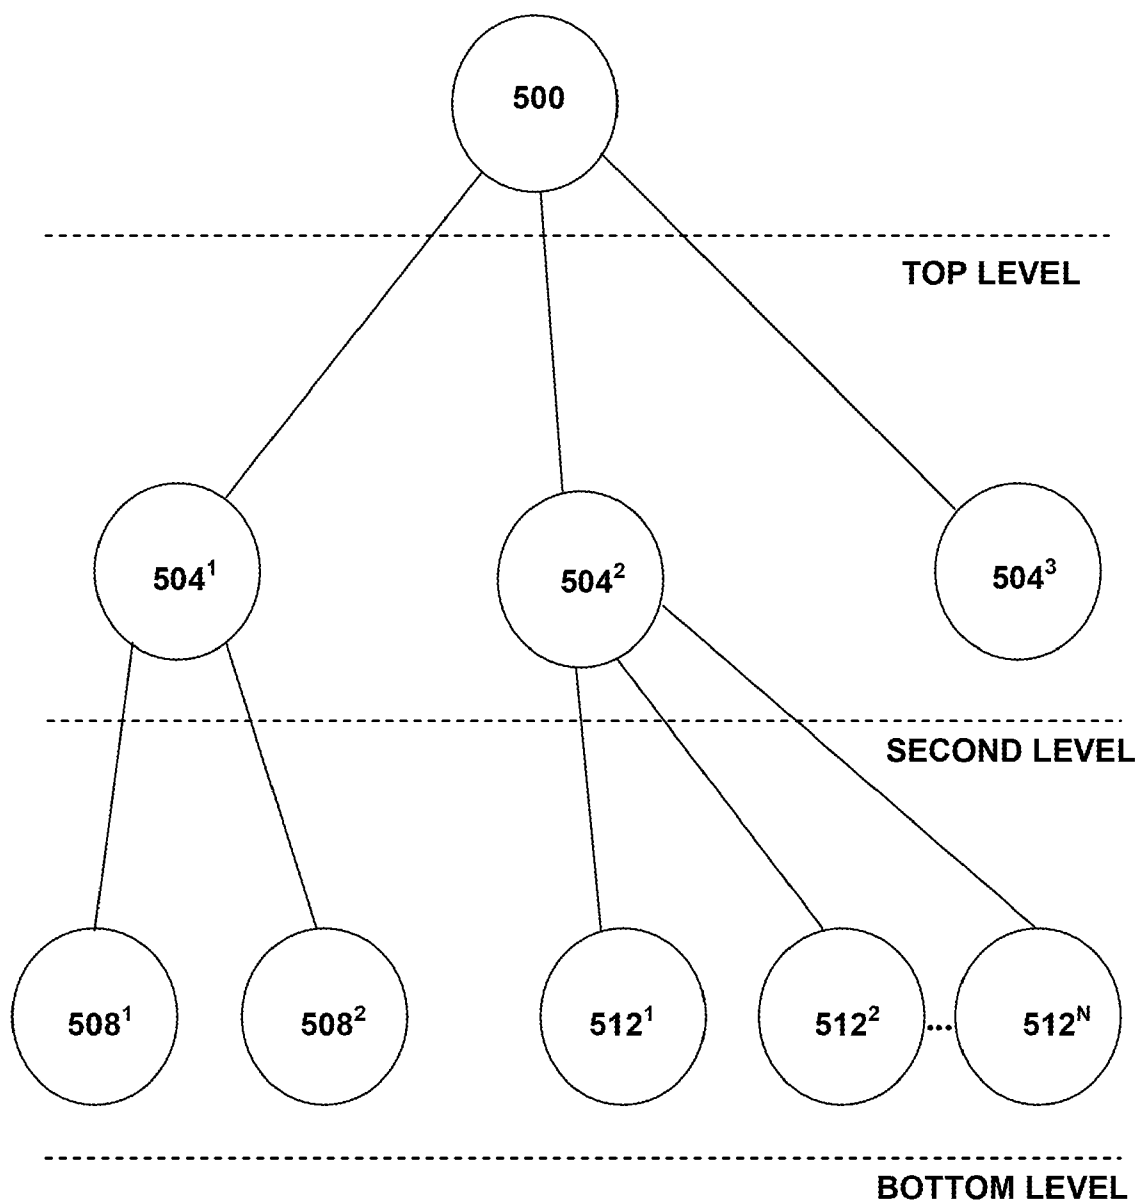 500
TOP LEVEL
504¹
504²
504³
SECOND LEVEL
508¹
508²
512¹
512²
...
512ᴺ
BOTTOM LEVEL